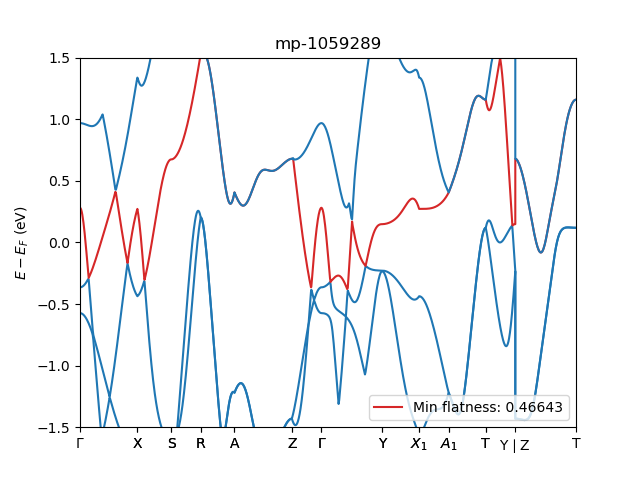 mp-1059289
E − E_F (eV)
1.5
1.0
0.5
0.0
−0.5
−1.0
−1.5
Min flatness: 0.46643
Γ X S R A Z Γ Y X_1 A_1 T Y | Z T